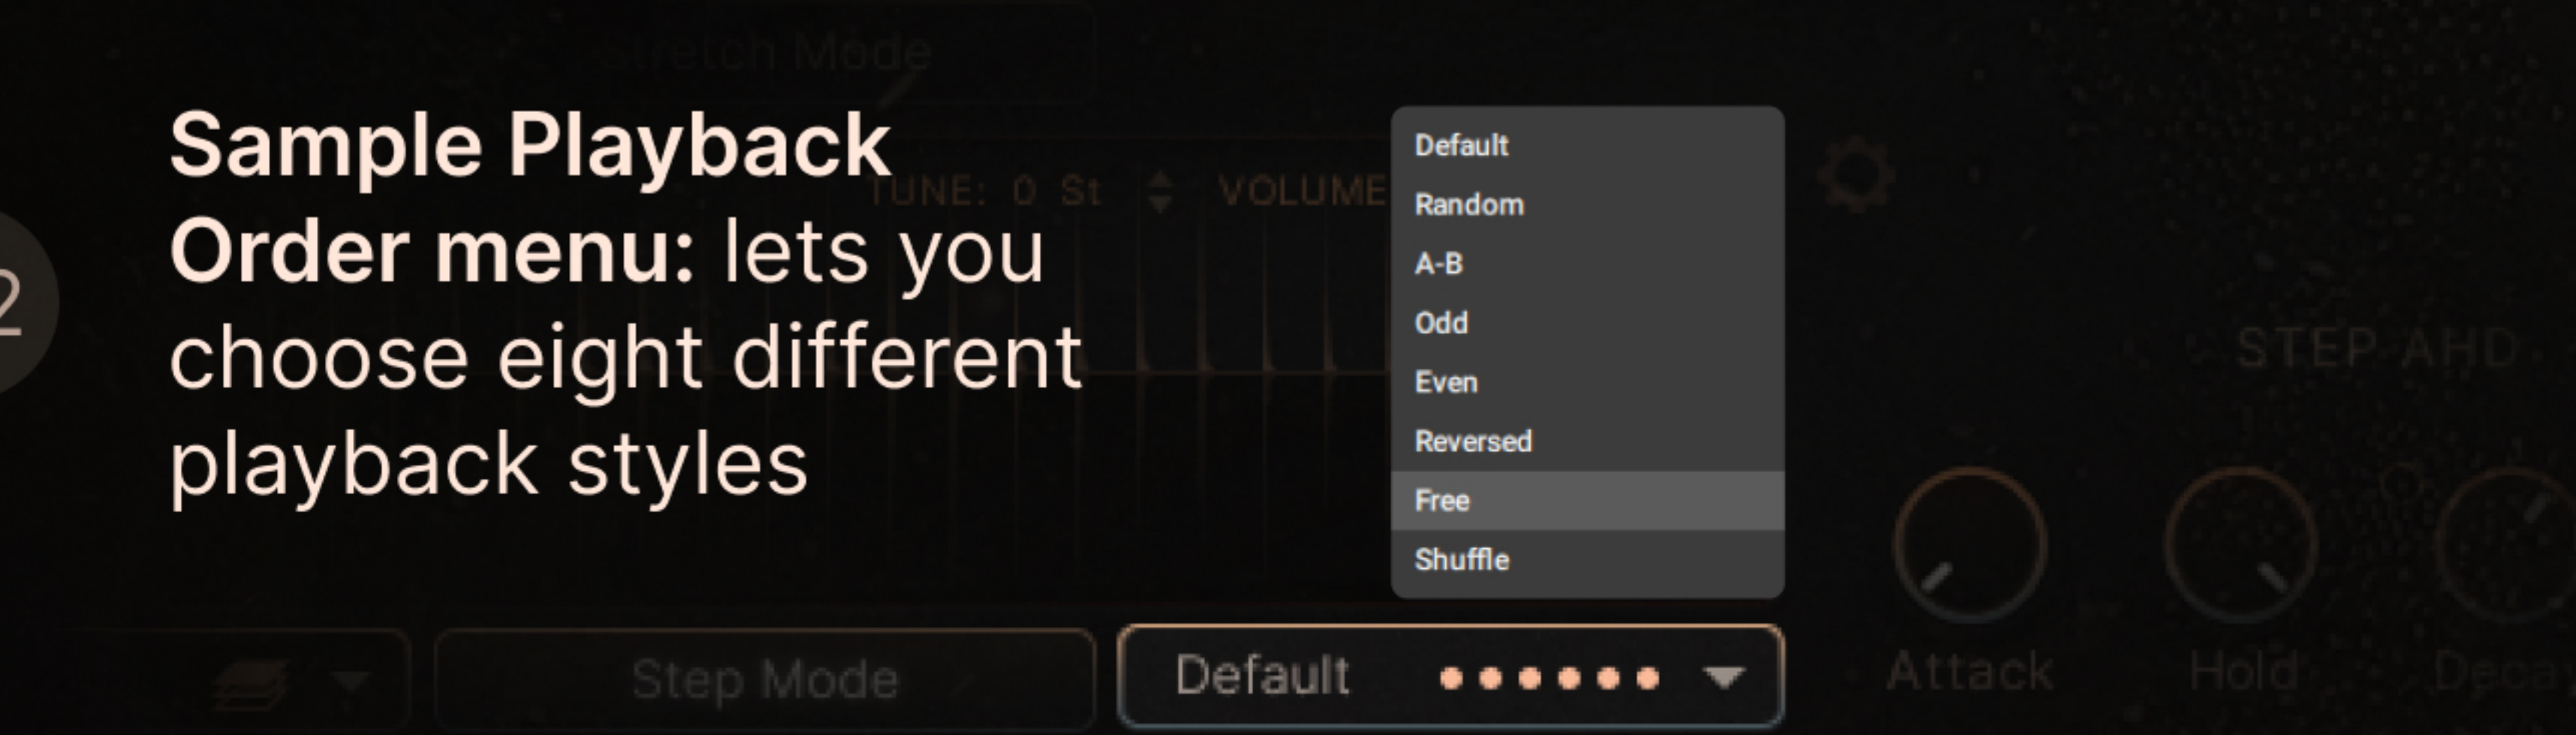 Stretch Mode
Sample Playback
Order menu: lets you
choose eight different
playback styles
2
TUNE: 0 St
VOLUME
Default
Random
A-B
Odd
Even
Reversed
Free
Shuffle
STEP AHD
Step Mode
Default
Attack
Hold